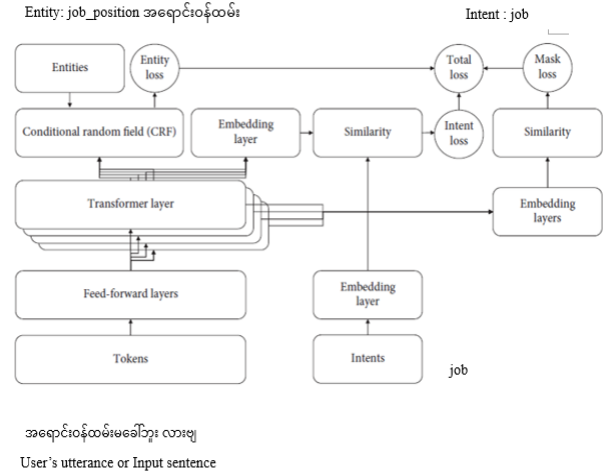 Entity: job_position အရောင်းဝန်ထမ်း
Intent : job
Entities
Entity
loss
Total
loss
Mask
loss
Conditional random field (CRF)
Embedding
layer
Similarity
Intent
loss
Similarity
Transformer layer
Embedding
layers
Feed-forward layers
Embedding
layer
Tokens
Intents
job
အရောင်းဝန်ထမ်းမခေါ်ဘူး လားဗျ
User’s utterance or Input sentence